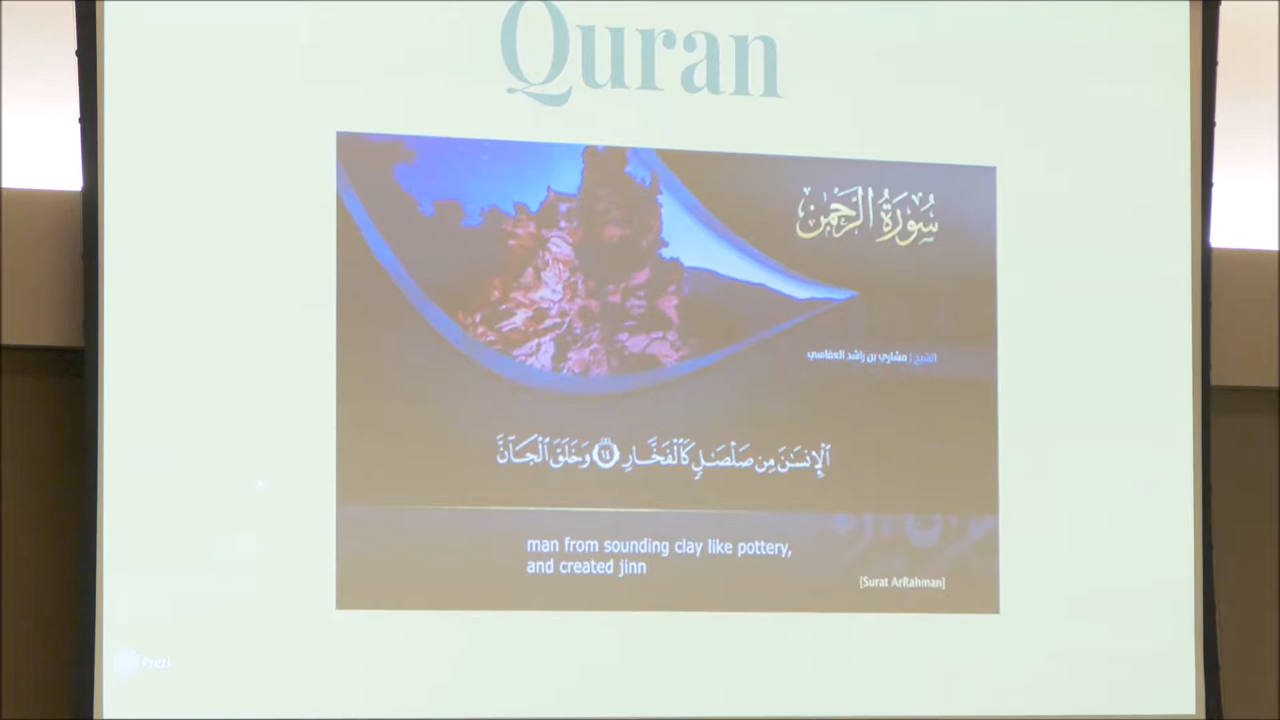 Quran
سُورَةُ الرَّحْمٰن
الشيخ | مشاري بن راشد العفاسي
ٱلْإِنسَـٰنَ مِن صَلْصَـٰلٍ كَٱلْفَخَّارِ ١٤ وَخَلَقَ ٱلْجَآنَّ
man from sounding clay like pottery,
and created jinn
[Surat ArRahman]
Prezi